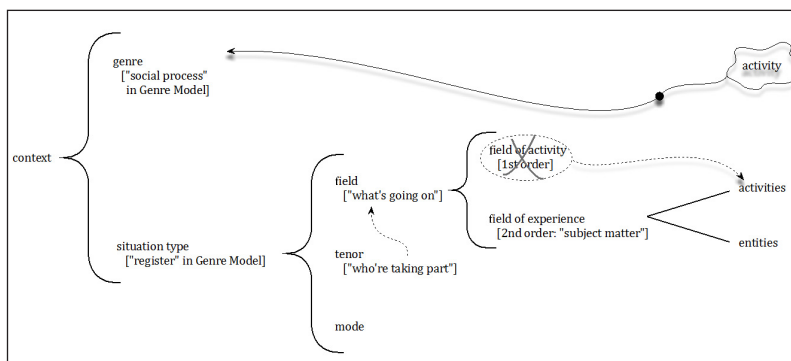 genre
["social process"
in Genre Model]
activity
context
field of activity
[1st order]
field
["what's going on"]
activities
field of experience
[2nd order: "subject matter"]
situation type
["register" in Genre Model]
tenor
["who're taking part"]
entities
mode